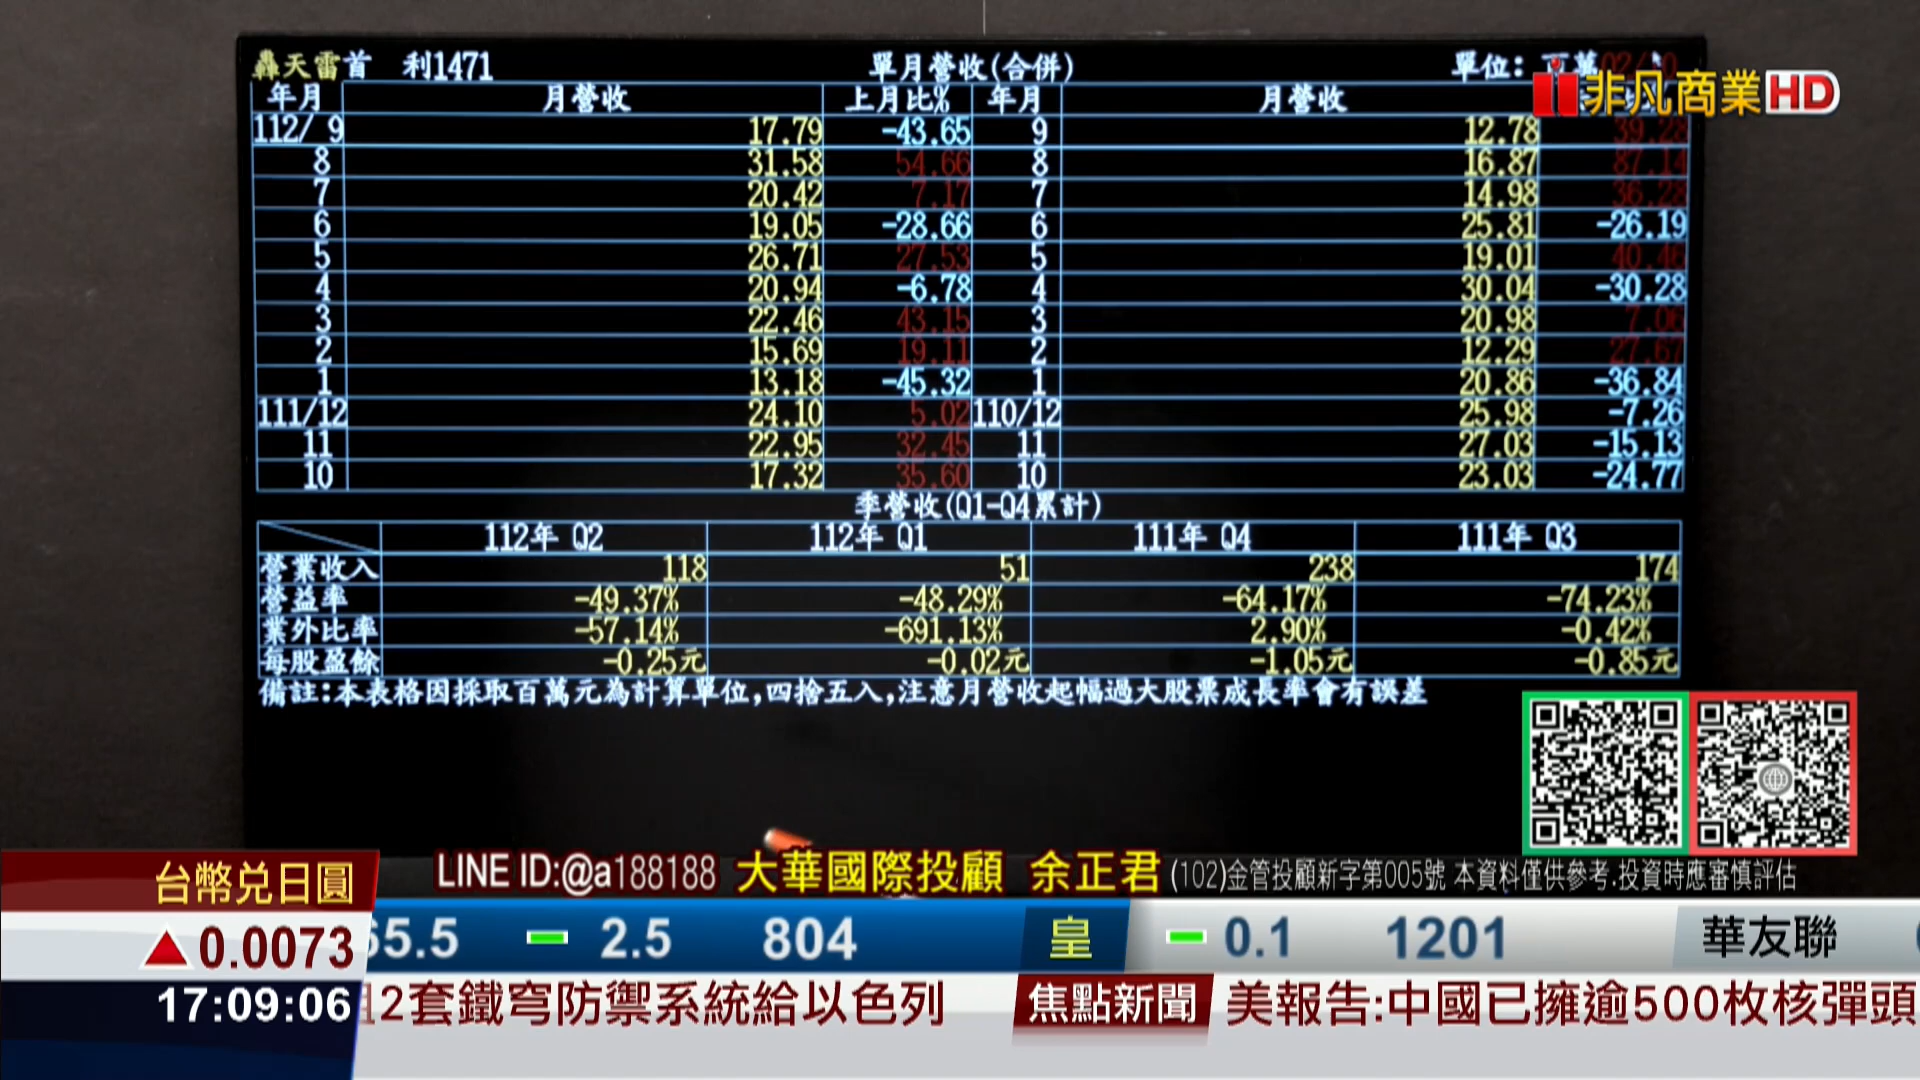 轟天雷首 利1471 單月營收(合併) 單位:百萬
非凡商業HD
年月 月營收 上月比% 年月 月營收
112/ 9 17.79 -43.65 9 12.78 39.28
8 31.58 54.66 8 16.87 87.14
7 20.42 7.17 7 14.98 36.28
6 19.05 -28.66 6 25.81 -26.19
5 26.71 27.53 5 19.01 40.46
4 20.94 -6.78 4 30.04 -30.28
3 22.46 43.15 3 20.98 7.06
2 15.69 19.11 2 12.29 27.67
1 13.18 -45.32 1 20.86 -36.84
111/12 24.10 5.02 110/12 25.98 -7.26
11 22.95 32.45 11 27.03 -15.13
10 17.32 35.60 10 23.03 -24.77
季營收(Q1-Q4累計)
112年 Q2 112年 Q1 111年 Q4 111年 Q3
營業收入 118 51 238 174
營益率 -49.37% -48.29% -64.17% -74.23%
業外比率 -57.14% -691.13% 2.90% -0.42%
每股盈餘 -0.25元 -0.02元 -1.05元 -0.85元
備註:本表格因採取百萬元為計算單位,四捨五入,注意月營收起幅過大股票成長率會有誤差
LINE ID:@a188188 大華國際投顧 余正君 (102)金管投顧新字第005號 本資料僅供參考.投資時應審慎評估
台幣兌日圓
▲0.0073 65.5 2.5 804 皇 0.1 1201 華友聯
17:09:06 12套鐵穹防禦系統給以色列 焦點新聞 美報告:中國已擁逾500枚核彈頭